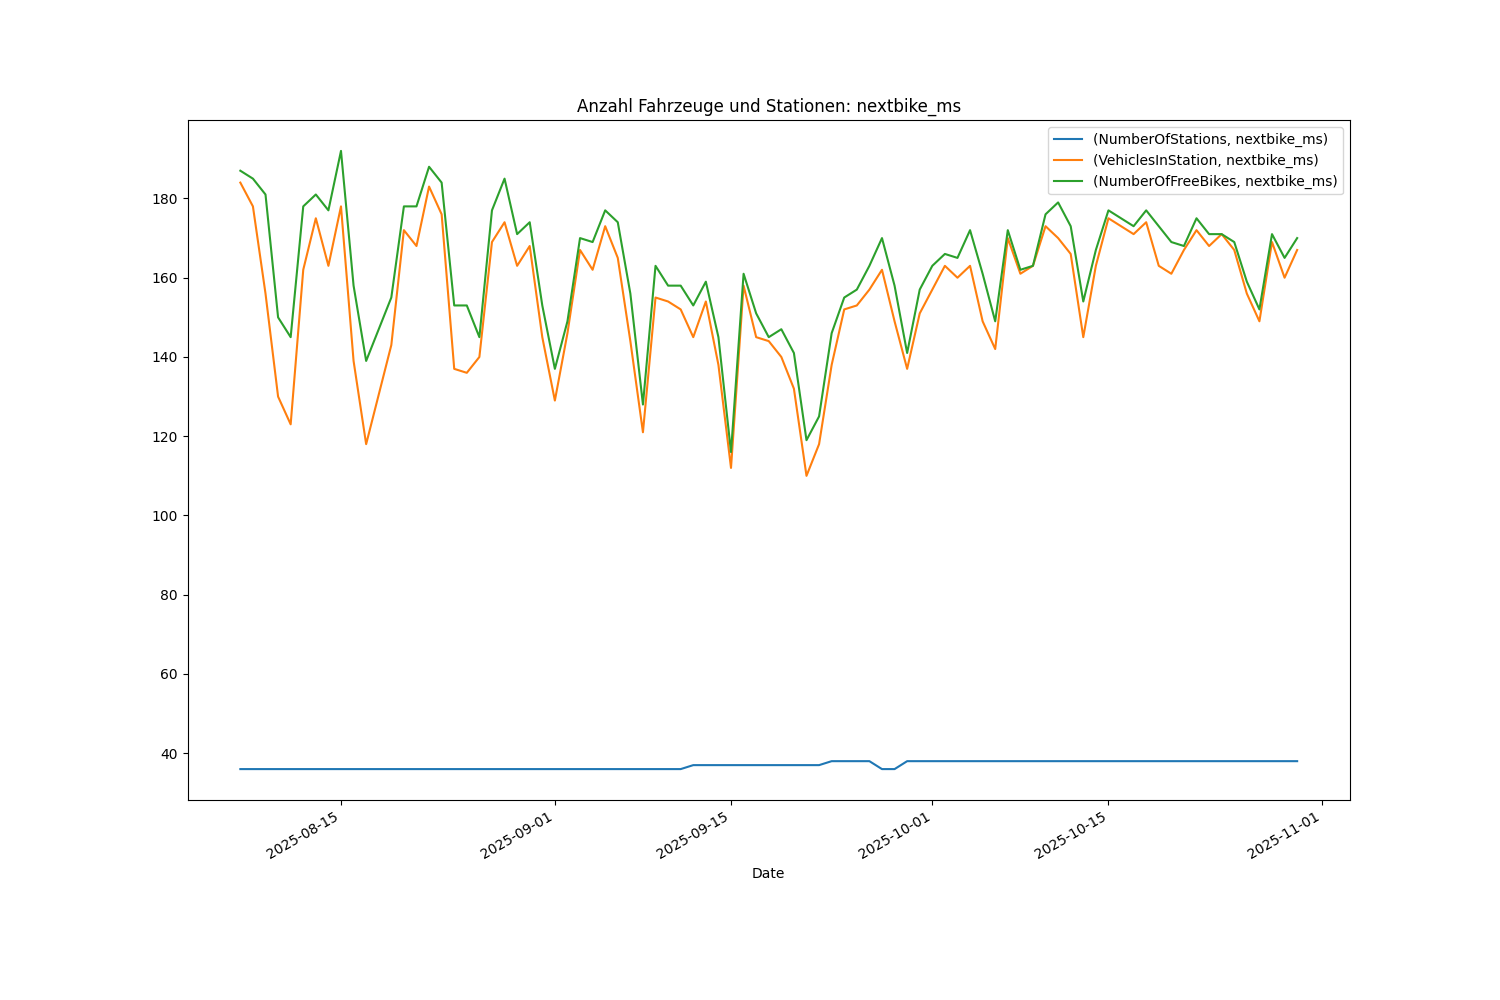 Anzahl Fahrzeuge und Stationen: nextbike_ms
(NumberOfStations, nextbike_ms)
(VehiclesInStation, nextbike_ms)
(NumberOfFreeBikes, nextbike_ms)
180
160
140
120
100
80
60
40
2025-08-15
2025-09-01
2025-09-15
2025-10-01
2025-10-15
2025-11-01
Date